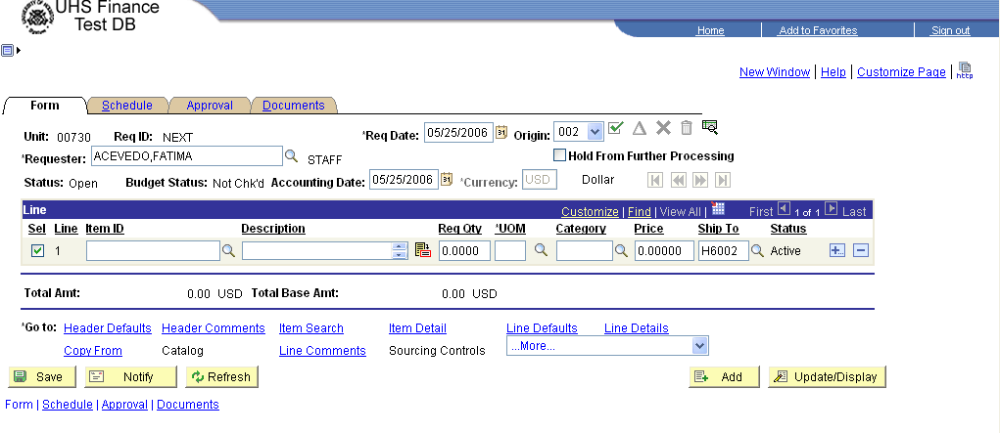 UHS Finance
Test DB
Home Add to Favorites Sign out
New Window | Help | Customize Page | http
Form Schedule Approval Documents
Unit: 00730 Req ID: NEXT *Req Date: 05/25/2006 Origin: 002
*Requester: ACEVEDO,FATIMA STAFF Hold From Further Processing
Status: Open Budget Status: Not Chk'd Accounting Date: 05/25/2006 *Currency: USD Dollar
Line Customize | Find | View All | First 1 of 1 Last
Sel Line Item ID Description Req Qty *UOM Category Price Ship To Status
1 0.0000 0.00000 H6002 Active
Total Amt: 0.00 USD Total Base Amt: 0.00 USD
*Go to: Header Defaults Header Comments Item Search Item Detail Line Defaults Line Details
Copy From Catalog Line Comments Sourcing Controls ...More...
Save Notify Refresh Add Update/Display
Form | Schedule | Approval | Documents